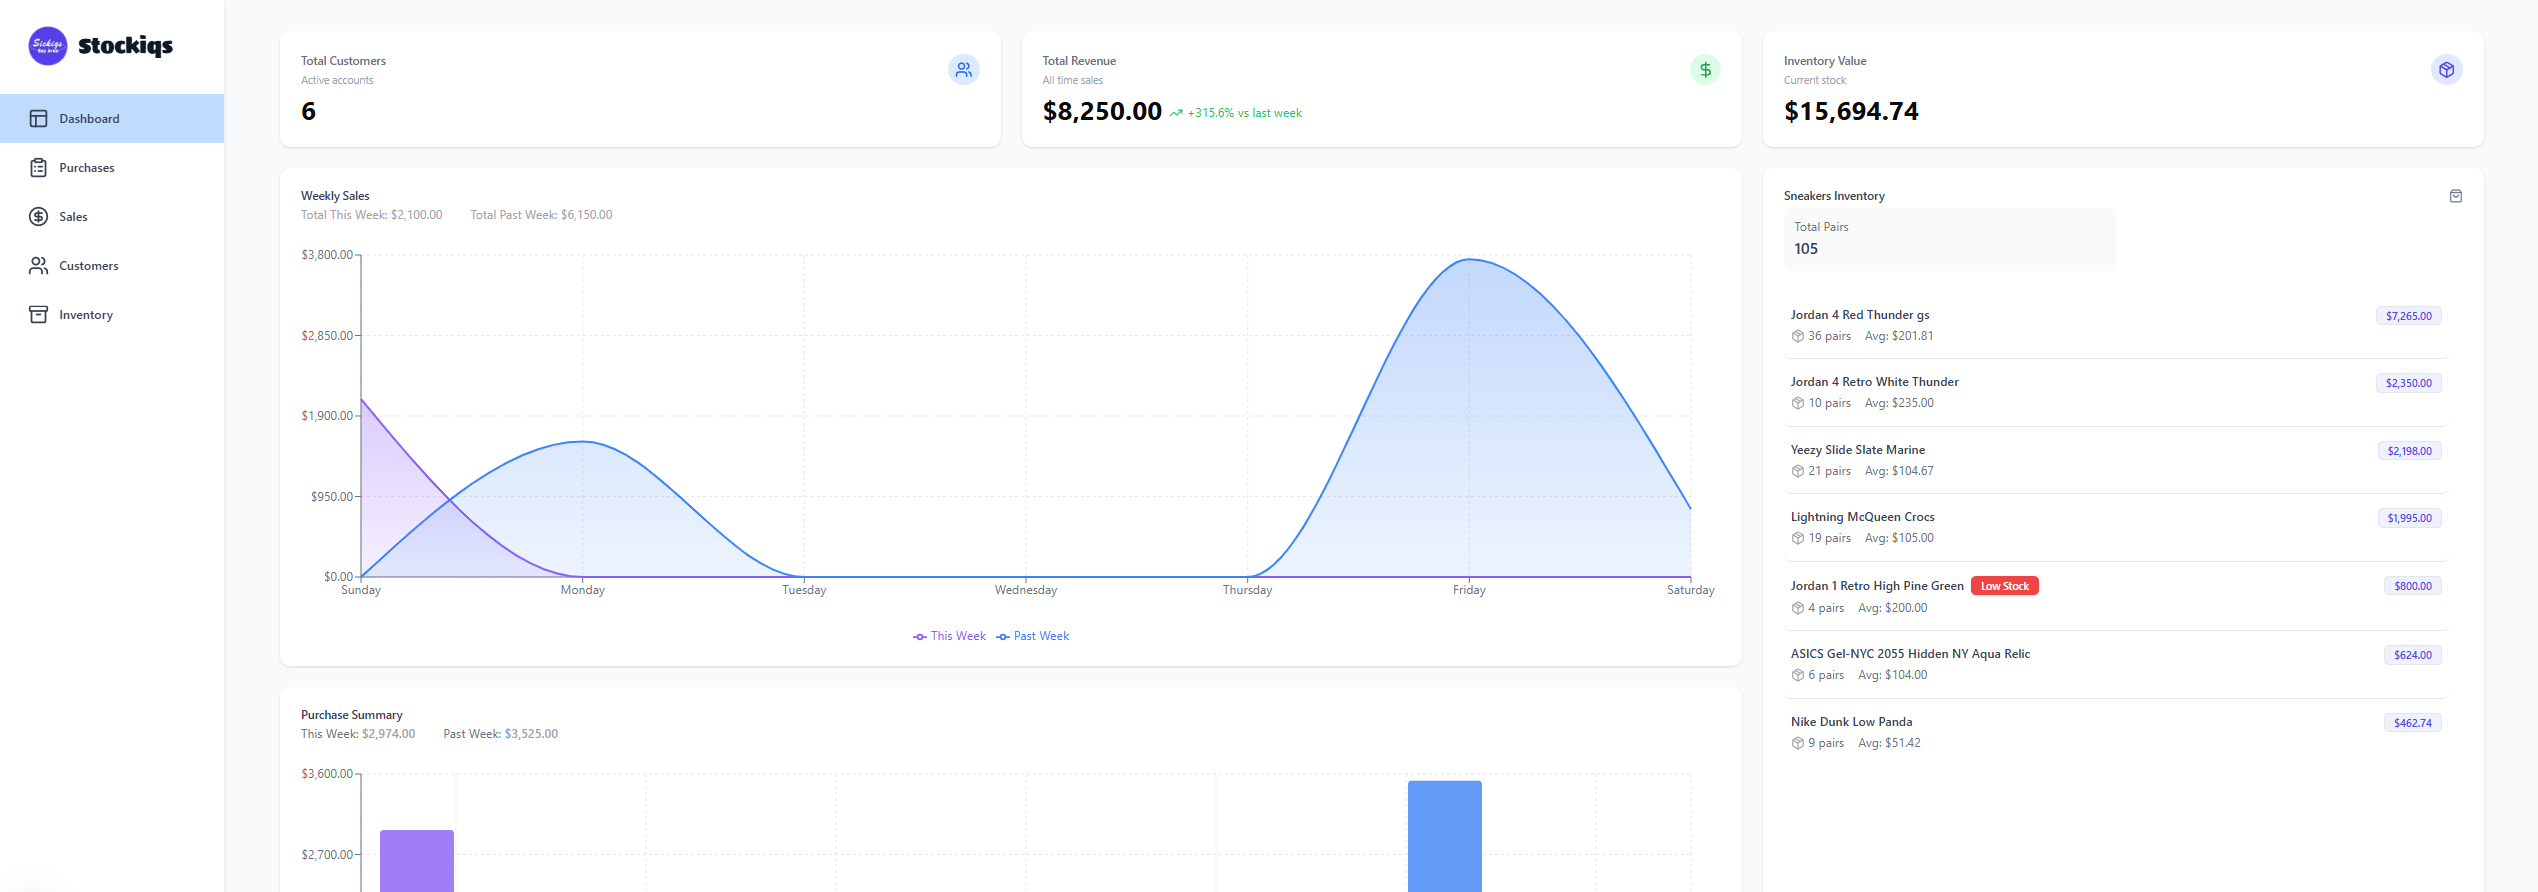 Sickiqs
Bay Area
Stockiqs
Dashboard
Purchases
Sales
Customers
Inventory
Total Customers
Active accounts
6
Total Revenue
All time sales
$8,250.00 +315.6% vs last week
Inventory Value
Current stock
$15,694.74
Weekly Sales
Total This Week: $2,100.00 Total Past Week: $6,150.00
$3,800.00
$2,850.00
$1,900.00
$950.00
$0.00
Sunday Monday Tuesday Wednesday Thursday Friday Saturday
This Week Past Week
Purchase Summary
This Week: $2,974.00 Past Week: $3,525.00
$3,600.00
$2,700.00
Sneakers Inventory
Total Pairs
105
Jordan 4 Red Thunder gs $7,265.00
36 pairs Avg: $201.81
Jordan 4 Retro White Thunder $2,350.00
10 pairs Avg: $235.00
Yeezy Slide Slate Marine $2,198.00
21 pairs Avg: $104.67
Lightning McQueen Crocs $1,995.00
19 pairs Avg: $105.00
Jordan 1 Retro High Pine Green Low Stock $800.00
4 pairs Avg: $200.00
ASICS Gel-NYC 2055 Hidden NY Aqua Relic $624.00
6 pairs Avg: $104.00
Nike Dunk Low Panda $462.74
9 pairs Avg: $51.42